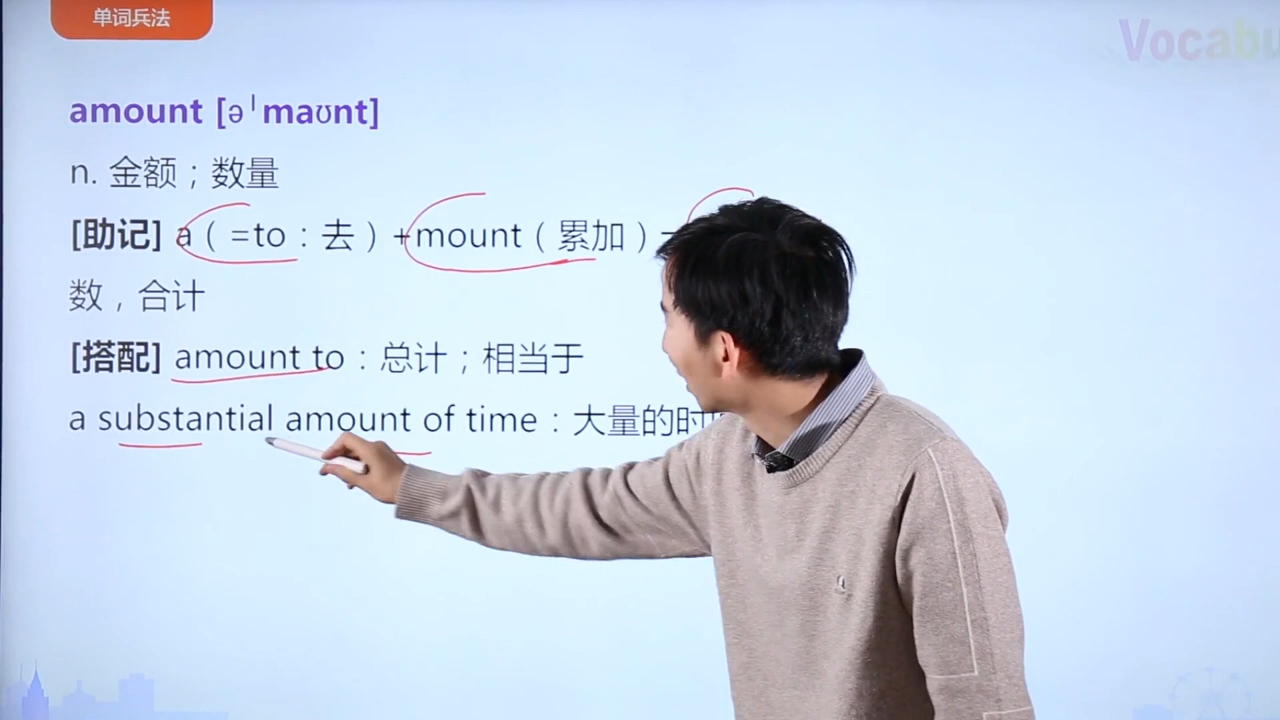 单词兵法
Vocabu
amount [əˈmaʊnt]
n. 金额；数量
[助记] a（=to：去）+mount（累加）
数，合计
[搭配] amount to：总计；相当于
a substantial amount of time：大量的时